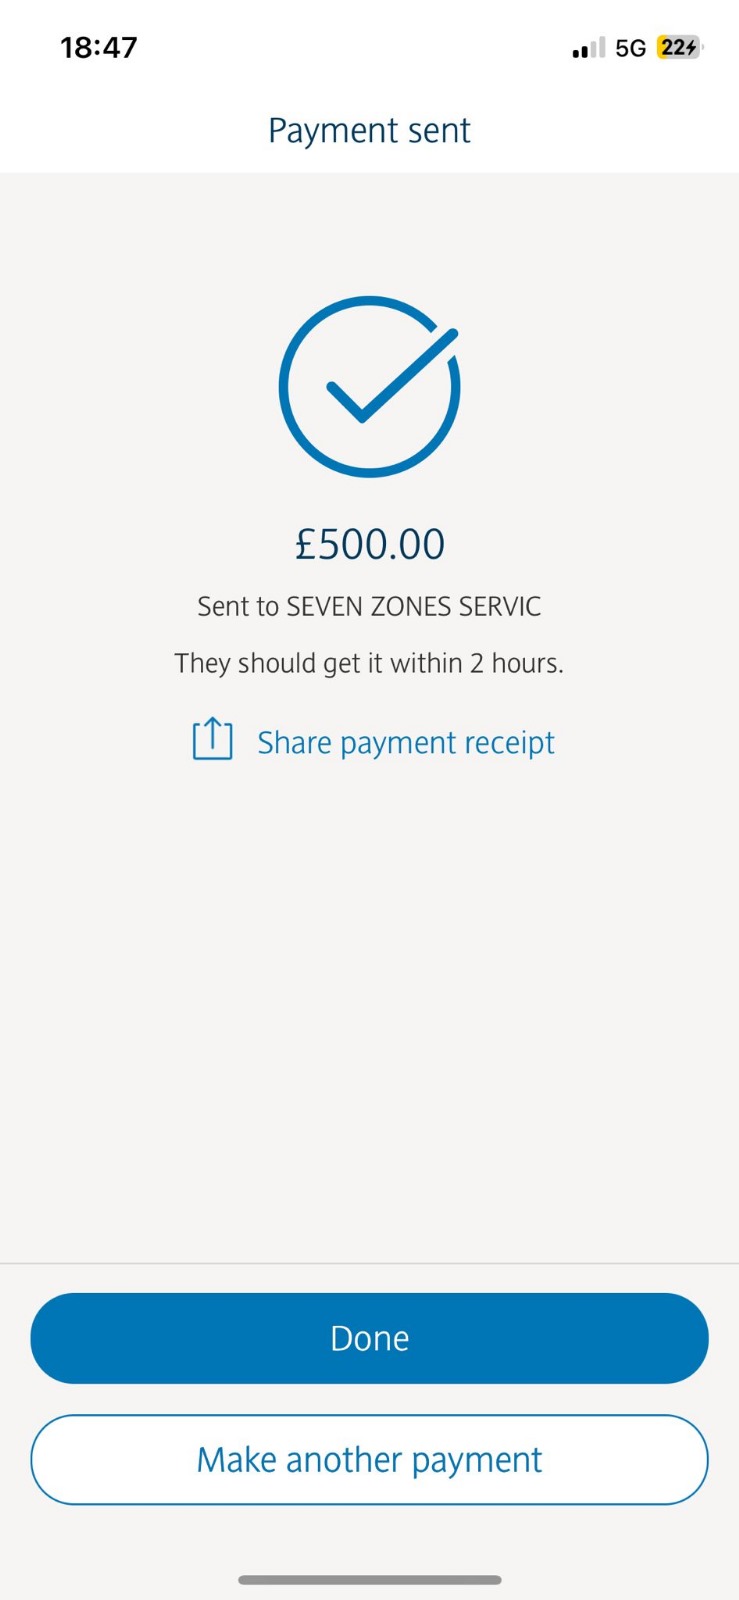 18:47
5G 22
Payment sent
£500.00
Sent to SEVEN ZONES SERVIC
They should get it within 2 hours.
Share payment receipt
Done
Make another payment